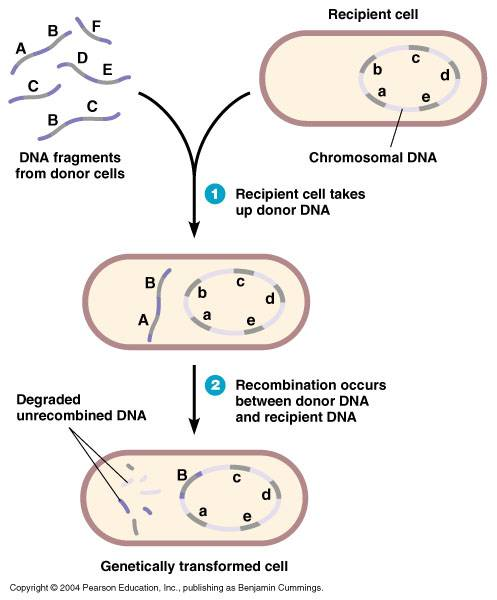 Recipient cell
A
B
F
D
E
C
B
C
c
b
d
a
e
DNA fragments
from donor cells
Chromosomal DNA
1
Recipient cell takes
up donor DNA
B
A
c
b
d
a
e
2
Recombination occurs
between donor DNA
and recipient DNA
Degraded
unrecombined DNA
B
c
d
a
e
Genetically transformed cell
Copyright © 2004 Pearson Education, Inc., publishing as Benjamin Cummings.